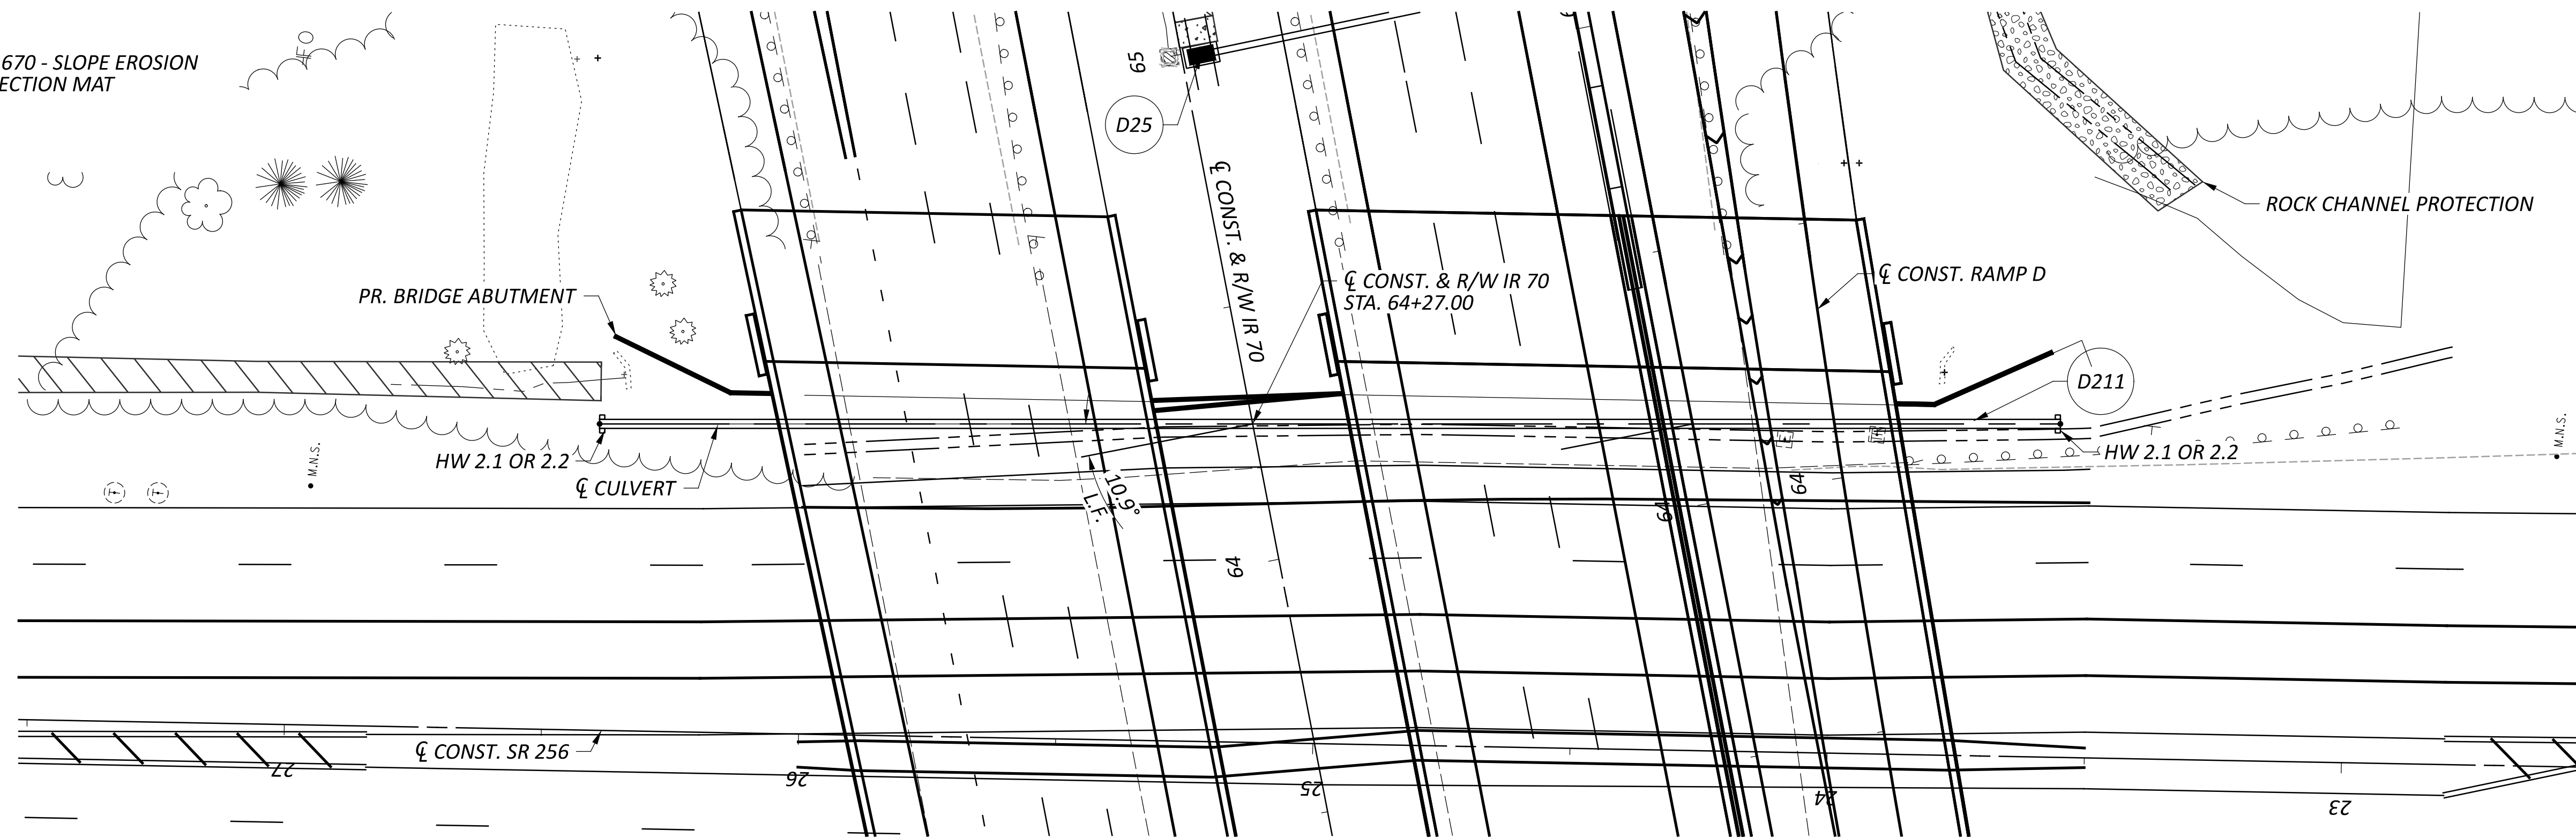 670 - SLOPE EROSION
ECTION MAT
65
D25
℄ CONST. & R/W IR 70
ROCK CHANNEL PROTECTION
PR. BRIDGE ABUTMENT
℄ CONST. & R/W IR 70
STA. 64+27.00
℄ CONST. RAMP D
D211
HW 2.1 OR 2.2
℄ CULVERT
M.N.S.
10.9°
L.F.
HW 2.1 OR 2.2
M.N.S.
64
64
64
℄ CONST. SR 256
27
26
25
24
23